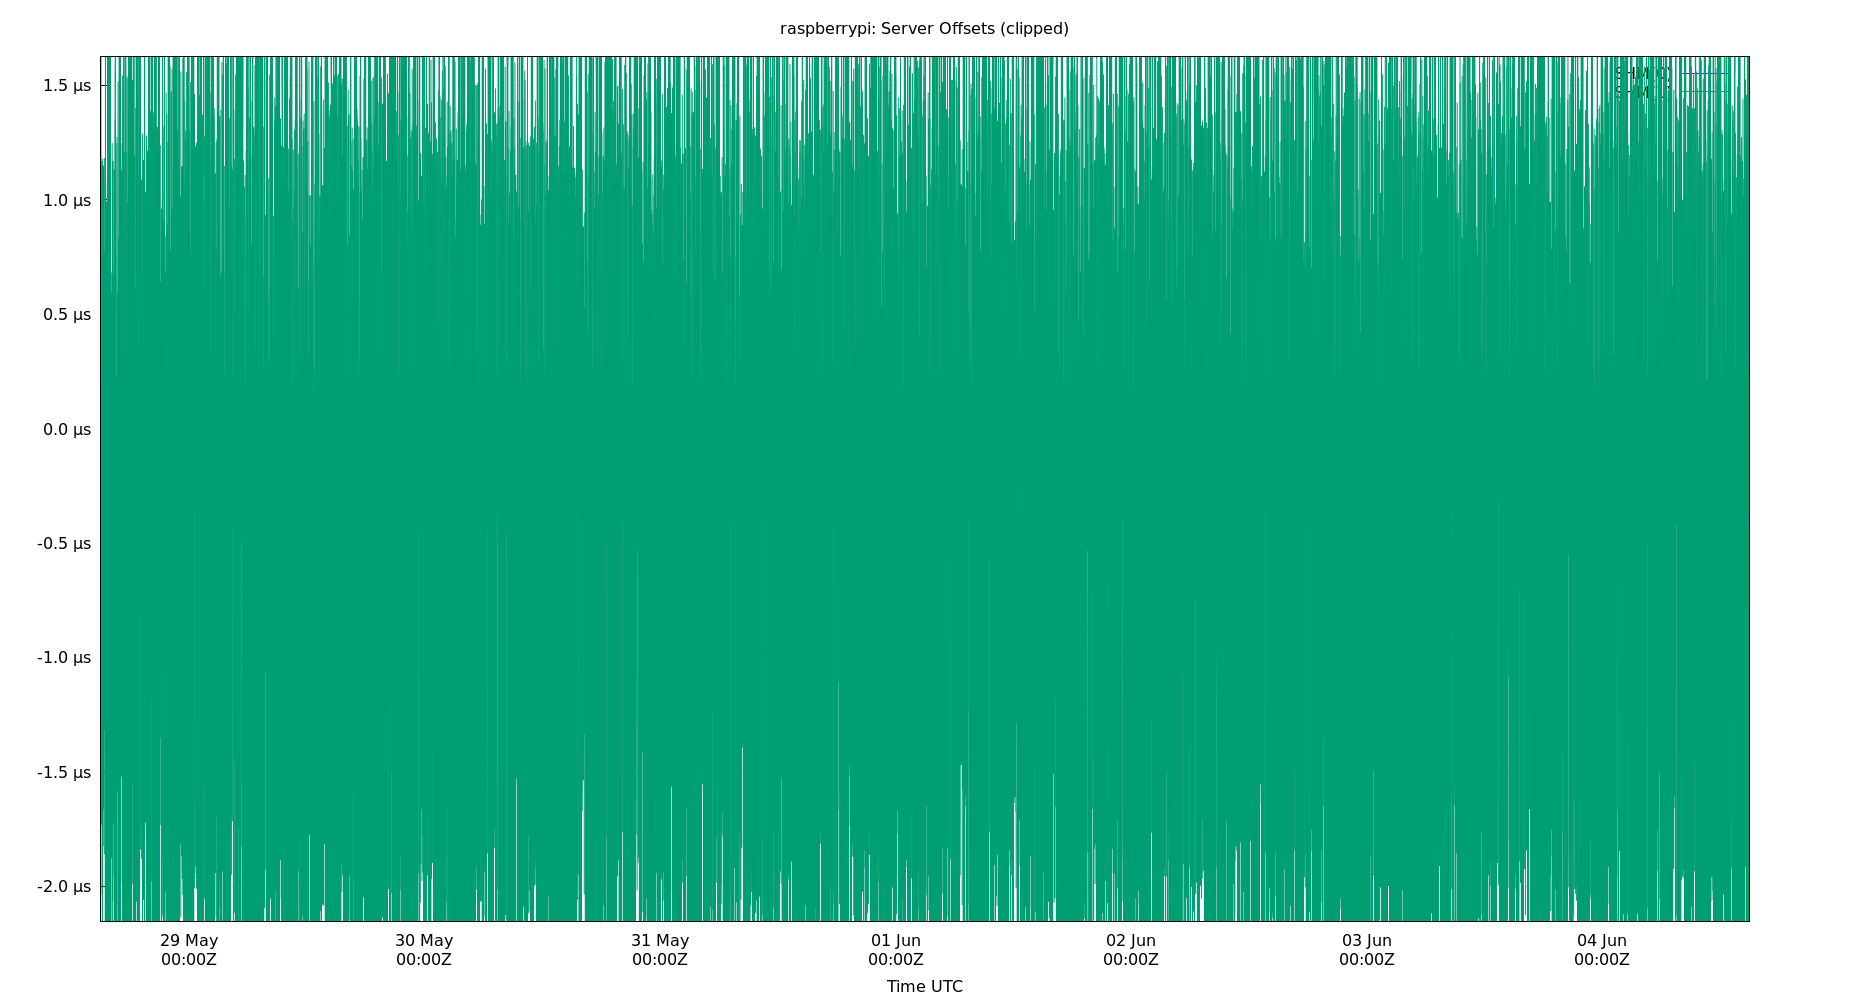 raspberrypi: Server Offsets (clipped)
1.5 µs
1.0 µs
0.5 µs
0.0 µs
-0.5 µs
-1.0 µs
-1.5 µs
-2.0 µs
29 May
00:00Z
30 May
00:00Z
31 May
00:00Z
01 Jun
00:00Z
02 Jun
00:00Z
03 Jun
00:00Z
04 Jun
00:00Z
Time UTC